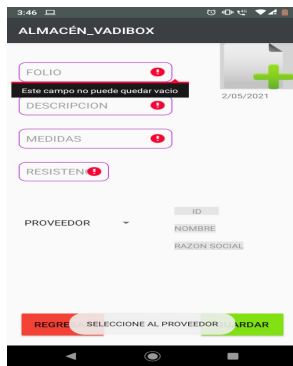 3:46
ALMACÉN_VADIBOX
FOLIO
Este campo no puede quedar vacio
DESCRIPCION
2/05/2021
MEDIDAS
RESISTEN
PROVEEDOR
ID
NOMBRE
RAZON SOCIAL
REGRE
SELECCIONE AL PROVEEDOR
ARDAR